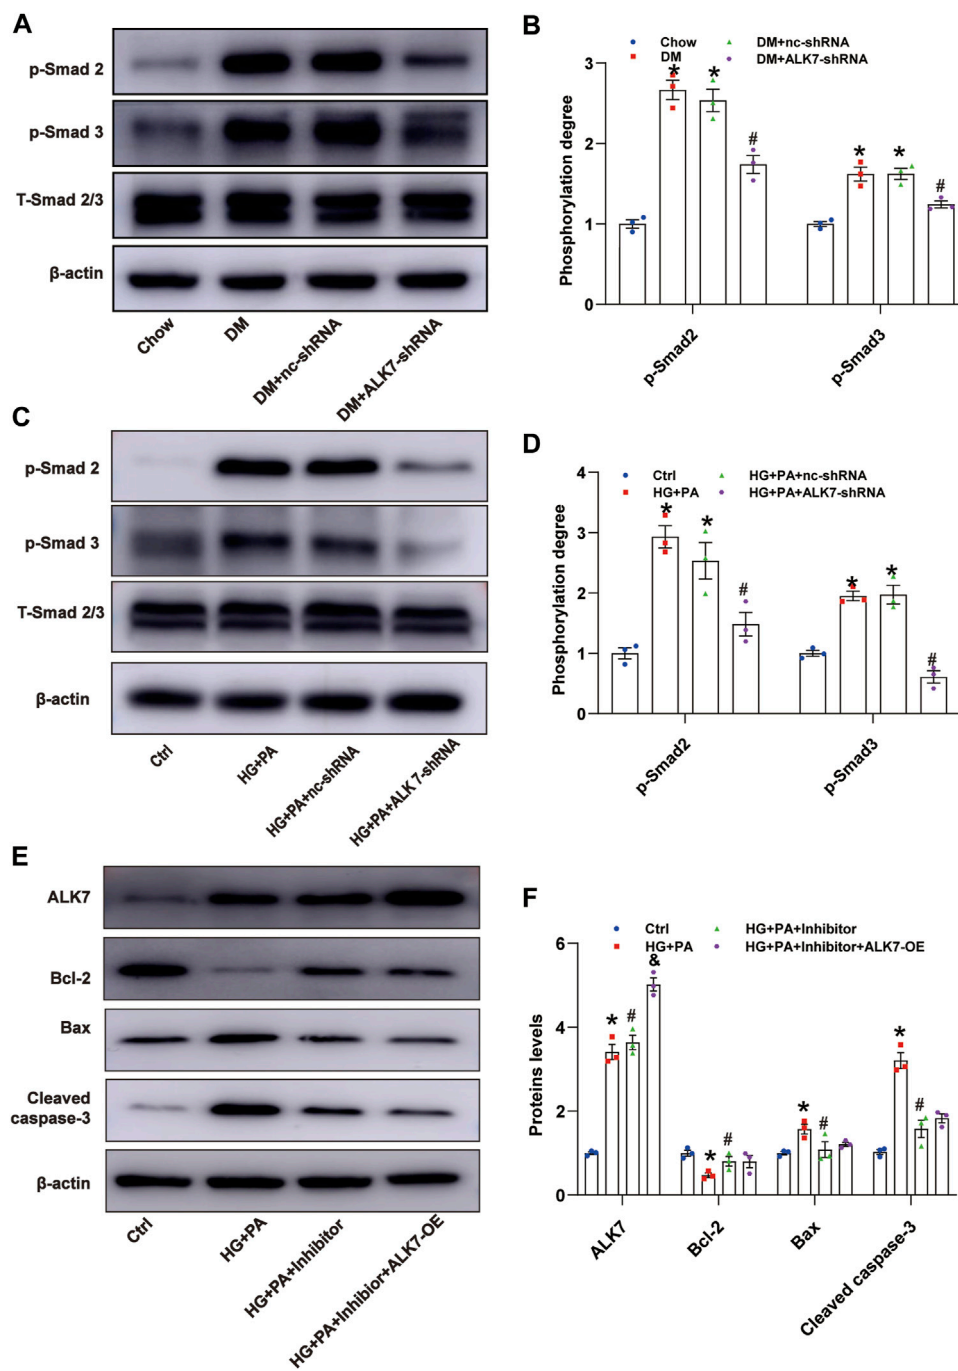 A
p-Smad 2
p-Smad 3
T-Smad 2/3
β-actin
Chow
DM
DM+nc-shRNA
DM+ALK7-shRNA
B
Chow
DM
DM+nc-shRNA
DM+ALK7-shRNA
Phosphorylation degree
3
2
1
0
* * # * * #
p-Smad2
p-Smad3
C
p-Smad 2
p-Smad 3
T-Smad 2/3
β-actin
Ctrl
HG+PA
HG+PA+nc-shRNA
HG+PA+ALK 7-shRNA
D
Ctrl
HG+PA
HG+PA+nc-shRNA
HG+PA+ALK7-shRNA
Phosphorylation degree
4
3
2
1
0
* * # * * #
p-Smad2
p-Smad3
E
ALK7
Bcl-2
Bax
Cleaved
caspase-3
β-actin
Ctrl
HG+PA
HG+PA+Inhibitor
HG+PA+Inhibior+ALK7-OE
F
Ctrl
HG+PA
HG+PA+Inhibitor
HG+PA+Inhibitor+ALK7-OE
Proteins levels
6
4
2
0
* # & * # * # * #
ALK7
Bcl-2
Bax
Cleaved caspase-3